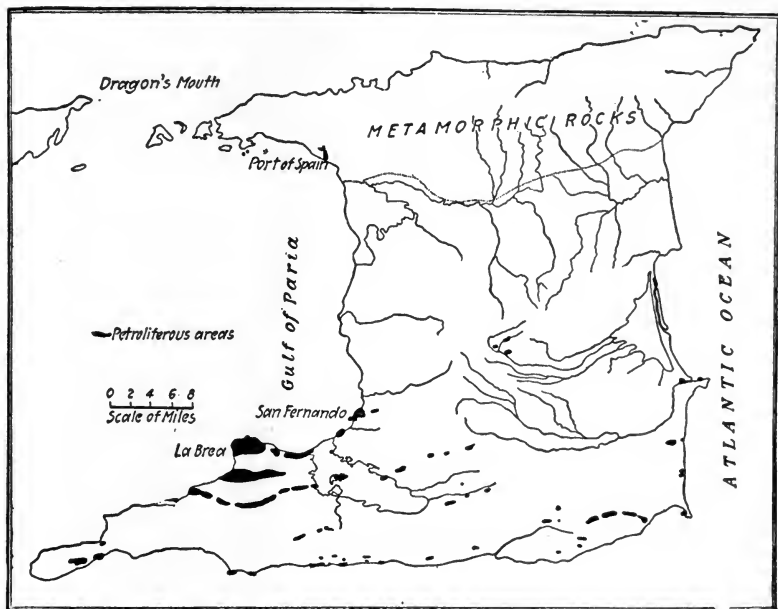 Dragon's Mouth
METAMORPHIC ROCKS
Port of Spain
Gulf of Paria
ATLANTIC OCEAN
Petroliferous areas
0 2 4 6 8
Scale of Miles
San Fernando
La Brea